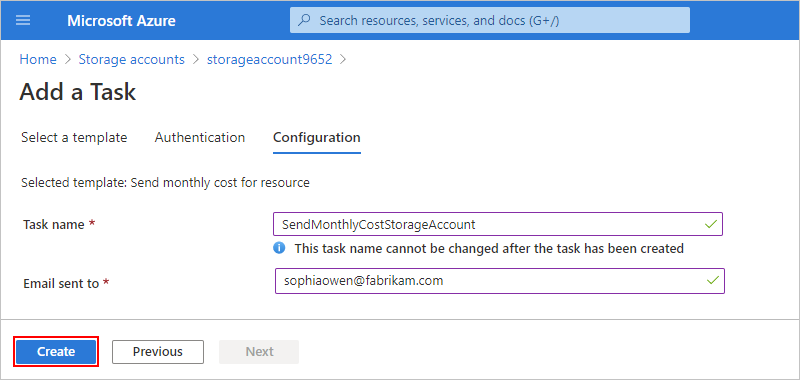 Microsoft Azure
Search resources, services, and docs (G+/)
Home > Storage accounts > storageaccount9652 >
Add a Task
Select a template Authentication Configuration
Selected template: Send monthly cost for resource
Task name * SendMonthlyCostStorageAccount
This task name cannot be changed after the task has been created
Email sent to * sophiaowen@fabrikam.com
Create Previous Next